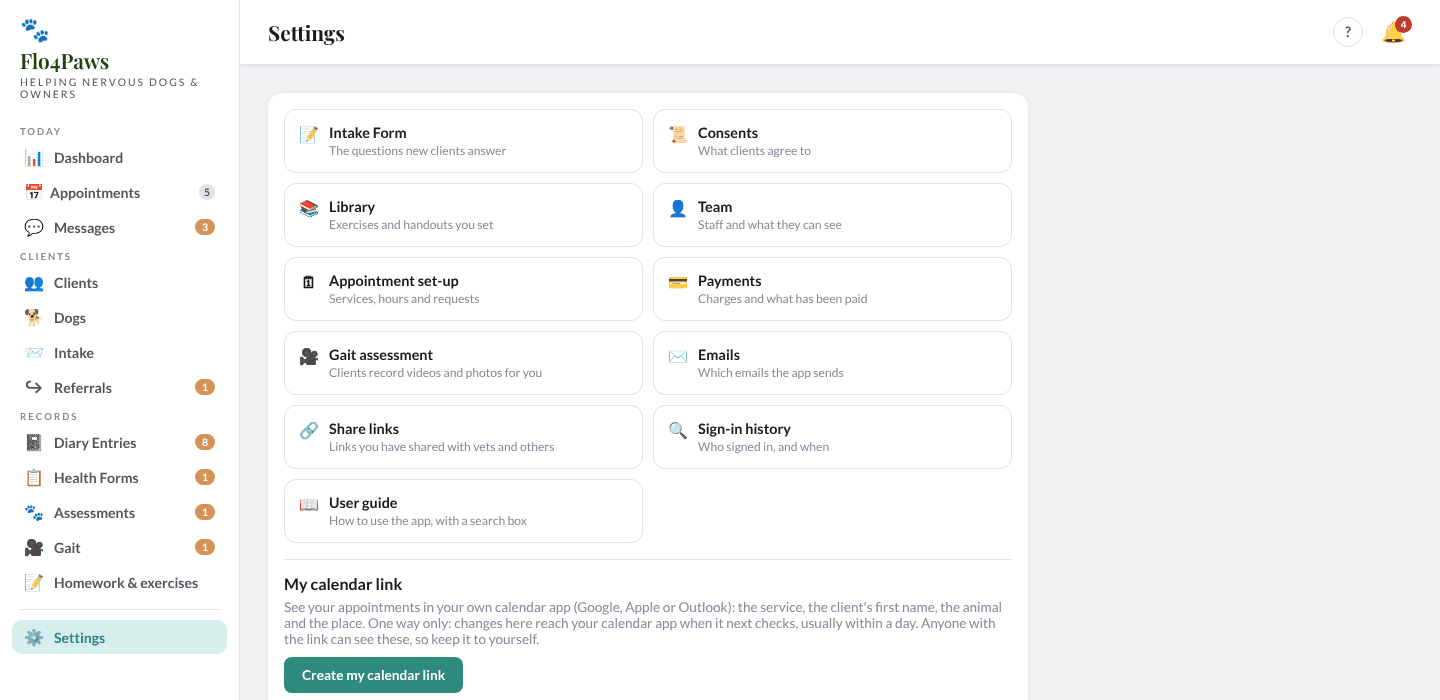 Flo4Paws
HELPING NERVOUS DOGS &
OWNERS
TODAY
Dashboard
Appointments 5
Messages 3
CLIENTS
Clients
Dogs
Intake
Referrals 1
RECORDS
Diary Entries 8
Health Forms 1
Assessments 1
Gait 1
Homework & exercises
Settings
Settings
?
4
Intake Form
The questions new clients answer
Consents
What clients agree to
Library
Exercises and handouts you set
Team
Staff and what they can see
Appointment set-up
Services, hours and requests
Payments
Charges and what has been paid
Gait assessment
Clients record videos and photos for you
Emails
Which emails the app sends
Share links
Links you have shared with vets and others
Sign-in history
Who signed in, and when
User guide
How to use the app, with a search box
My calendar link
See your appointments in your own calendar app (Google, Apple or Outlook): the service, the client's first name, the animal
and the place. One way only: changes here reach your calendar app when it next checks, usually within a day. Anyone with
the link can see these, so keep it to yourself.
Create my calendar link